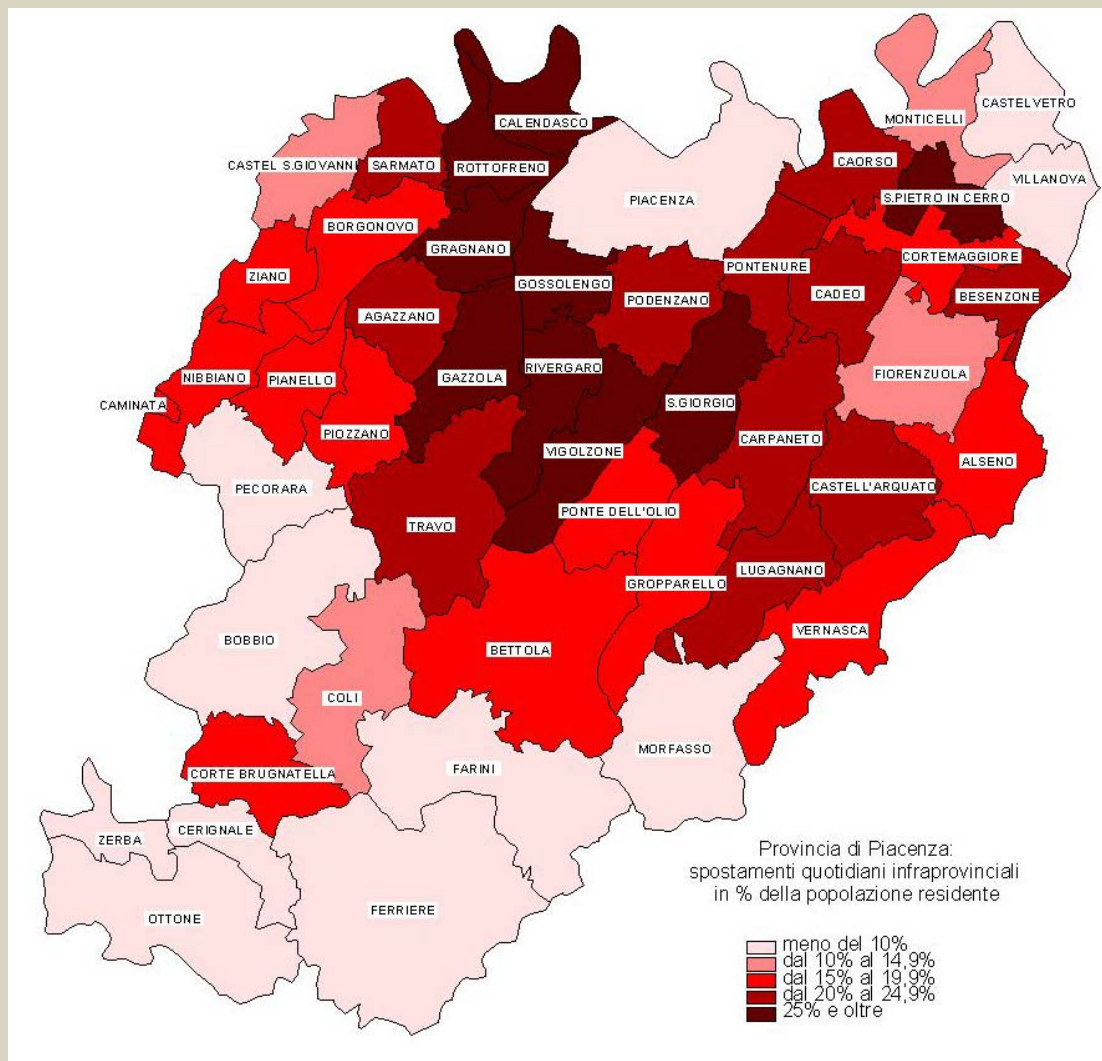 CALENDASCO
CASTELVETRO
MONTICELLI
CASTEL S.GIOVANNI
SARMATO
ROTTOFRENO
CAORSO
VILLANOVA
S.PIETRO IN CERRO
PIACENZA
BORGONOVO
GRAGNANO
CORTEMAGGIORE
PONTENURE
ZIANO
GOSSOLENGO
PODENZANO
CADEO
BESENZONE
AGAZZANO
RIVERGARO
FIORENZUOLA
NIBBIANO
PIANELLO
GAZZOLA
CAMINATA
S.GIORGIO
PIOZZANO
CARPANETO
VIGOLZONE
ALSENO
PECORARA
CASTELL'ARQUATO
PONTE DELL'OLIO
TRAVO
LUGAGNANO
GROPPARELLO
VERNASCA
BOBBIO
BETTOLA
COLI
MORFASSO
FARINI
CORTE BRUGNATELLA
CERIGNALE
ZERBA
FERRIERE
OTTONE
Provincia di Piacenza:
spostamenti quotidiani infraprovinciali
in % della popolazione residente
meno del 10%
dal 10% al 14,9%
dal 15% al 19,9%
dal 20% al 24,9%
25% e oltre